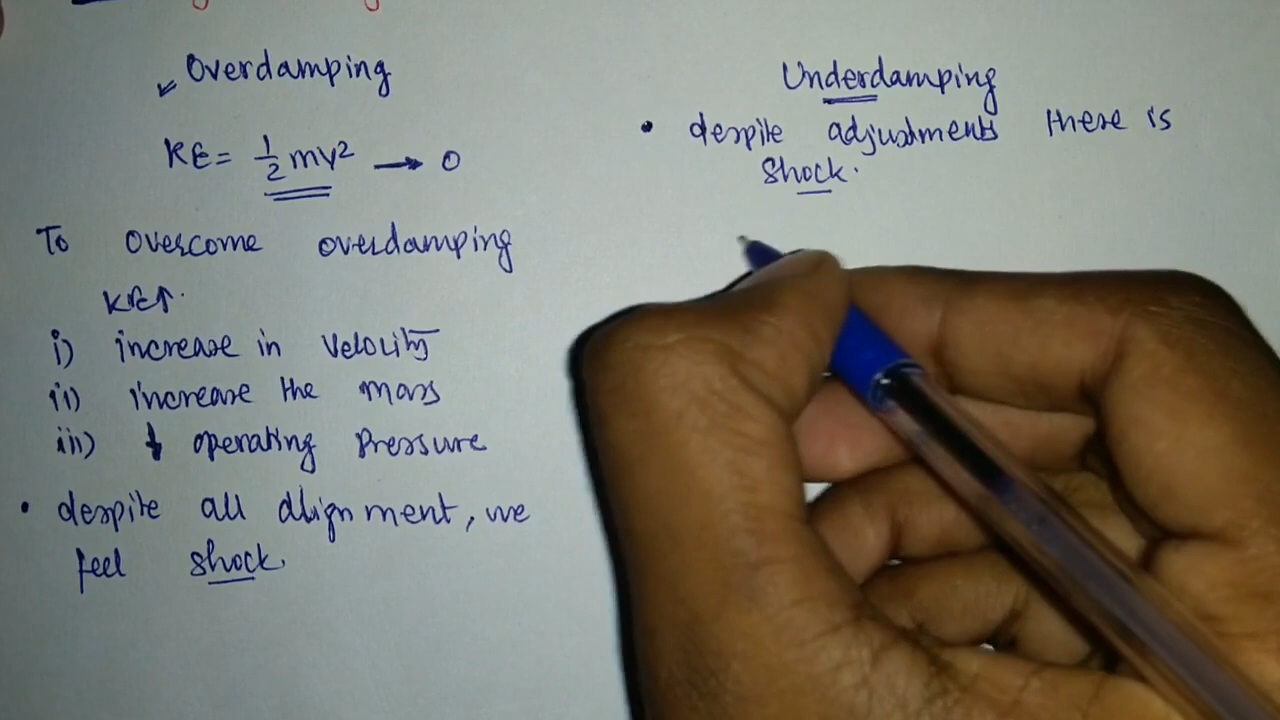 Overdamping
KE = 1/2 mv² → 0
To overcome overdamping
KE↑.
i) increase in velocity
ii) increase the mass
iii) ↓ operating pressure
• despite all alignment, we
feel shock.
Underdamping
• despite adjustments there is
shock.